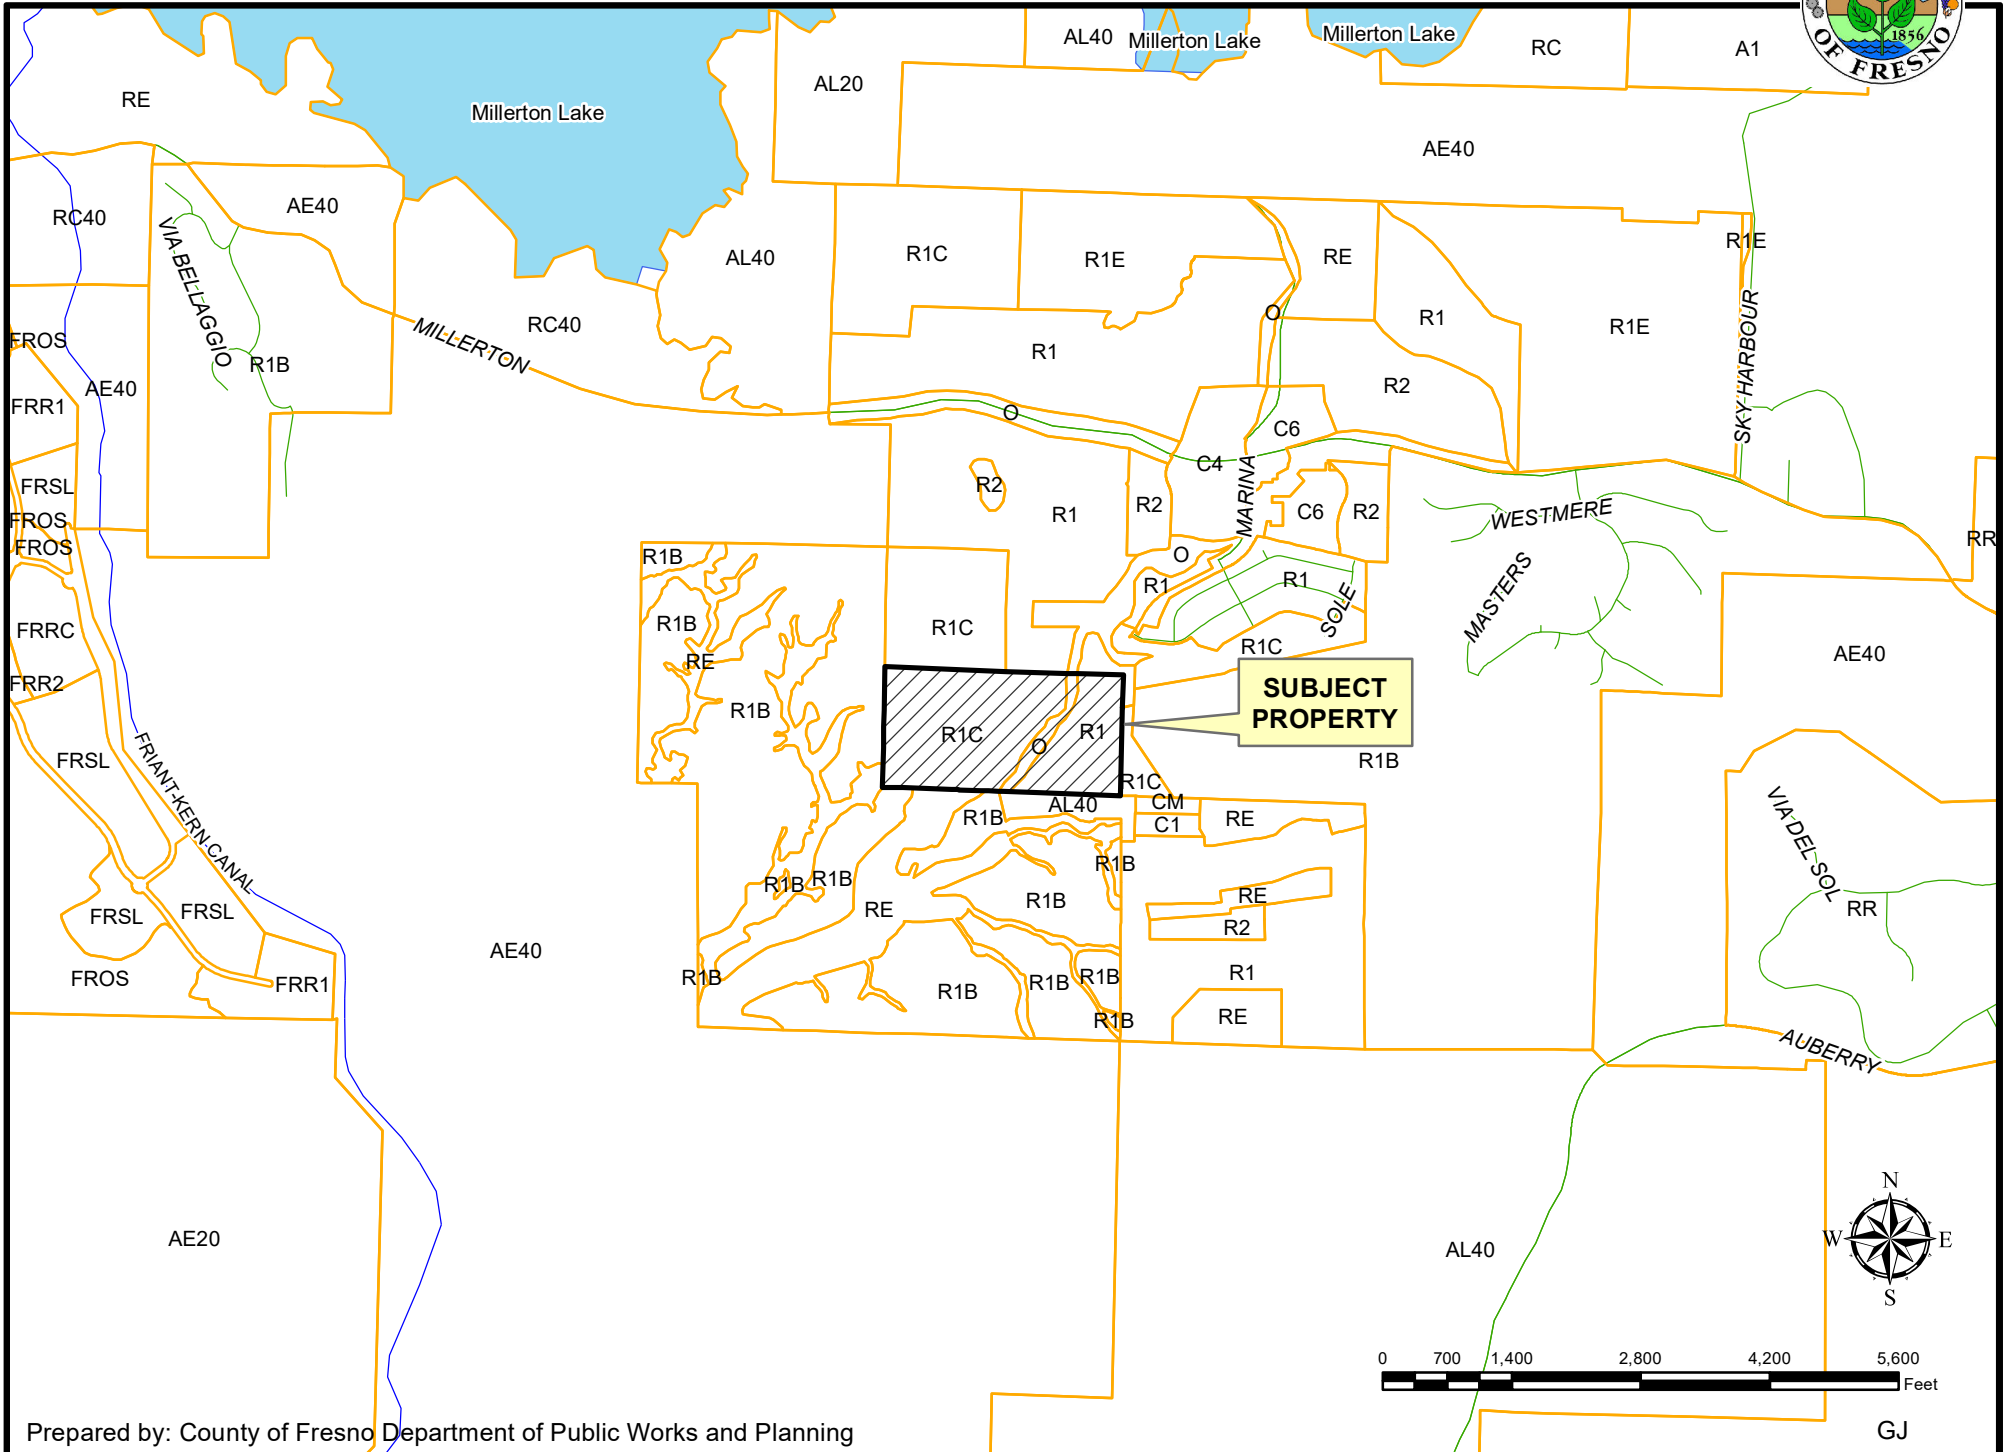 AL40
Millerton Lake
Millerton Lake
RC
A1
1856
OF FRESNO
RE
Millerton Lake
AL20
AE40
RC40
AE40
VIA BELLAGGIO
AL40
R1C
R1E
RE
R1E
O
R1
R1E
SKY HARBOUR
FROS
MILLERTON
RC40
R1
R1B
AE40
FRR1
R2
O
C6
C4
MARINA
FRSL
R2
R1
R2
C6
R2
WESTMERE
FROS
FROS
R1B
O
R1
R1
SOLE
MASTERS
RR
FRRC
R1B
R1C
R1C
AE40
RE
FRR2
SUBJECT
PROPERTY
R1B
R1C
O
R1
R1B
FRSL
FRIANT-KERN-CANAL
R1C
AL40
CM
C1
RE
R1B
VIA DEL SOL
R1B
R1B
R1B
RE
R1B
RE
R2
RR
FRSL
FRSL
AE40
FROS
FRR1
R1B
R1B
R1B
R1B
R1B
R1
RE
AUBERRY
AE20
AL40
N
W
E
S
0 700 1,400 2,800 4,200 5,600
Feet
Prepared by: County of Fresno Department of Public Works and Planning
GJ